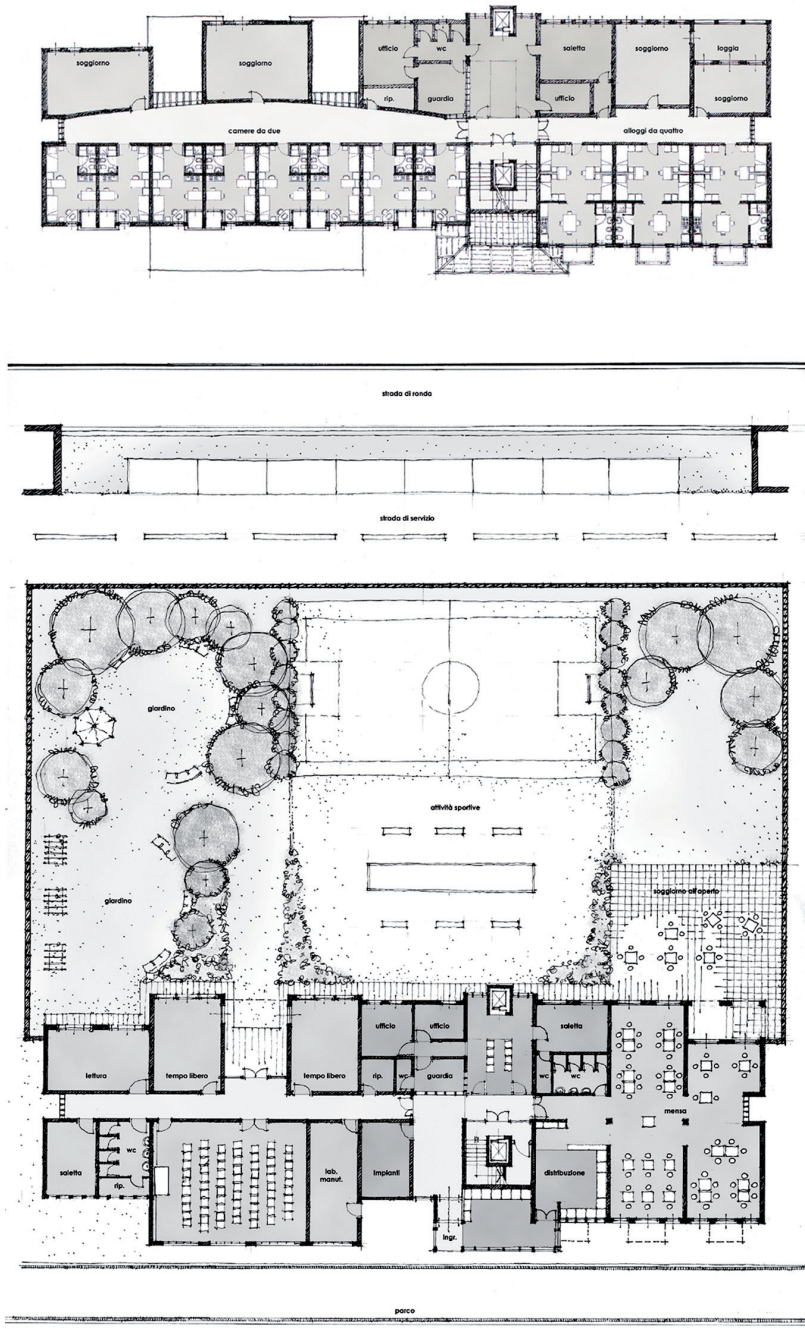 ufficio
wc
saletta
soggiorno
loggia
soggiorno
soggiorno
rip.
guardia
ufficio
soggiorno
camere da due
alloggi da quattro
strada di ronda
strada di servizio
giardino
attività sportive
soggiorno all'aperto
giardino
ufficio
ufficio
saletta
lettura
tempo libero
tempo libero
rip.
wc
guardia
wc
wc
mensa
saletta
wc
rip.
lab.
manut.
impianti
distribuzione
ingr.
parco